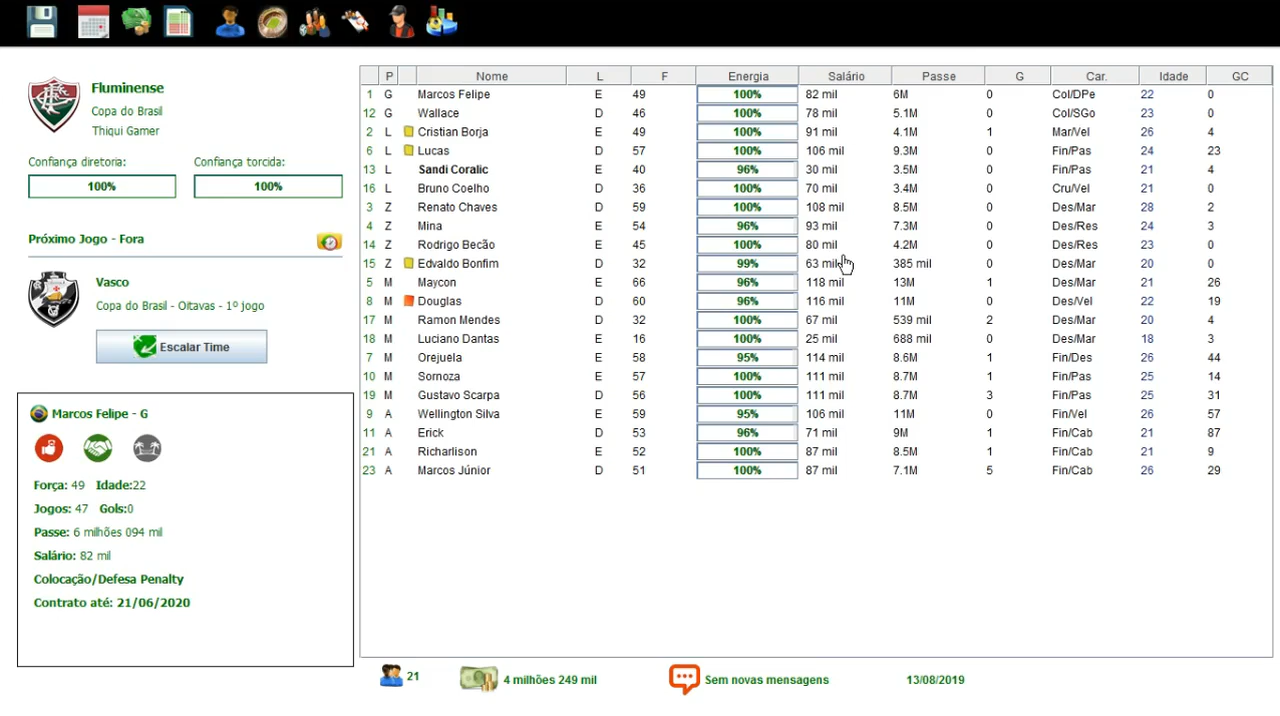 Fluminense
Copa do Brasil
Thiqui Gamer
Confiança diretoria: Confiança torcida:
100% 100%
Próximo Jogo - Fora
Vasco
Copa do Brasil - Oitavas - 1º jogo
Escalar Time
Marcos Felipe - G
Força: 49 Idade:22
Jogos: 47 Gols:0
Passe: 6 milhões 094 mil
Salário: 82 mil
Colocação/Defesa Penalty
Contrato até: 21/06/2020
P Nome L F Energia Salário Passe G Car. Idade GC
1 G Marcos Felipe E 49 100% 82 mil 6M 0 Col/DPe 22 0
12 G Wallace D 46 100% 78 mil 5.1M 0 Col/SGo 23 0
2 L Cristian Borja E 49 100% 91 mil 4.1M 1 Mar/Vel 26 4
6 L Lucas D 57 100% 106 mil 9.3M 0 Fin/Pas 24 23
13 L Sandi Coralic E 40 96% 30 mil 3.5M 0 Fin/Pas 21 4
16 L Bruno Coelho D 36 100% 70 mil 3.4M 0 Cru/Vel 21 0
3 Z Renato Chaves D 59 100% 108 mil 8.5M 0 Des/Mar 28 2
4 Z Mina E 54 96% 93 mil 7.3M 0 Des/Res 24 3
14 Z Rodrigo Becão E 45 100% 80 mil 4.2M 0 Des/Res 23 0
15 Z Edvaldo Bonfim D 32 99% 63 mil 385 mil 0 Des/Mar 20 0
5 M Maycon E 66 96% 118 mil 13M 1 Des/Mar 22 26
8 M Douglas D 60 96% 116 mil 11M 0 Des/Vel 22 19
17 M Ramon Mendes D 32 100% 67 mil 539 mil 2 Des/Mar 20 4
18 M Luciano Dantas E 16 100% 25 mil 688 mil 0 Des/Mar 18 3
7 M Orejuela E 58 95% 114 mil 8.6M 1 Fin/Des 26 44
10 M Sornoza E 57 100% 111 mil 8.7M 1 Fin/Pas 25 14
19 M Gustavo Scarpa D 56 100% 111 mil 8.7M 3 Fin/Pas 25 31
9 A Wellington Silva E 59 95% 106 mil 11M 0 Fin/Vel 26 57
11 A Erick D 53 96% 71 mil 9M 1 Fin/Cab 21 87
21 A Richarlison E 52 100% 87 mil 8.5M 1 Fin/Cab 21 9
23 A Marcos Júnior D 51 100% 87 mil 7.1M 5 Fin/Cab 26 29
21 4 milhões 249 mil Sem novas mensagens 13/08/2019